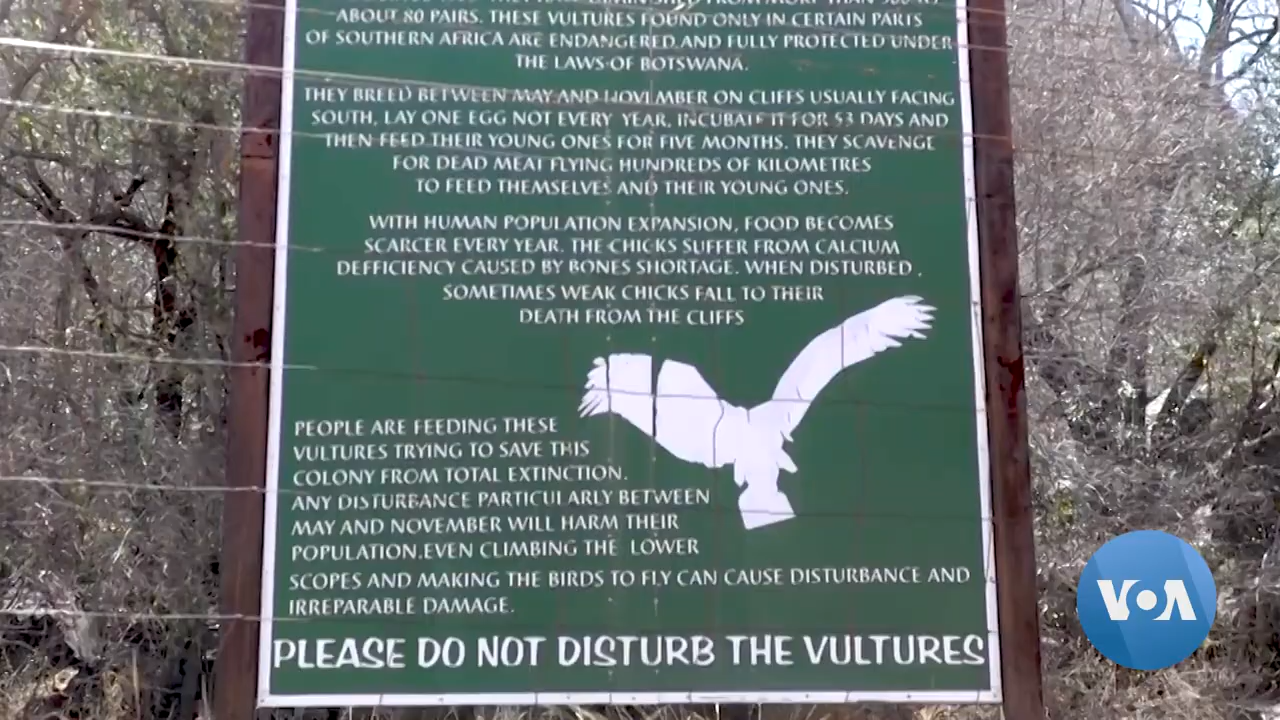 ABOUT 80 PAIRS. THESE VULTURES FOUND ONLY IN CERTAIN PARTS
OF SOUTHERN AFRICA ARE ENDANGERED AND FULLY PROTECTED UNDER
THE LAWS OF BOTSWANA.
THEY BREED BETWEEN MAY AND NOVEMBER ON CLIFFS USUALLY FACING
SOUTH, LAY ONE EGG NOT EVERY YEAR, INCUBATE IT FOR 53 DAYS AND
THEN FEED THEIR YOUNG ONES FOR FIVE MONTHS. THEY SCAVENGE
FOR DEAD MEAT FLYING HUNDREDS OF KILOMETRES
TO FEED THEMSELVES AND THEIR YOUNG ONES.
WITH HUMAN POPULATION EXPANSION, FOOD BECOMES
SCARCER EVERY YEAR. THE CHICKS SUFFER FROM CALCIUM
DEFFICIENCY CAUSED BY BONES SHORTAGE. WHEN DISTURBED ,
SOMETIMES WEAK CHICKS FALL TO THEIR
DEATH FROM THE CLIFFS
PEOPLE ARE FEEDING THESE
VULTURES TRYING TO SAVE THIS
COLONY FROM TOTAL EXTINCTION.
ANY DISTURBANCE PARTICULARLY BETWEEN
MAY AND NOVEMBER WILL HARM THEIR
POPULATION,EVEN CLIMBING THE LOWER
SCOPES AND MAKING THE BIRDS TO FLY CAN CAUSE DISTURBANCE AND
IRREPARABLE DAMAGE.
PLEASE DO NOT DISTURB THE VULTURES
VOA